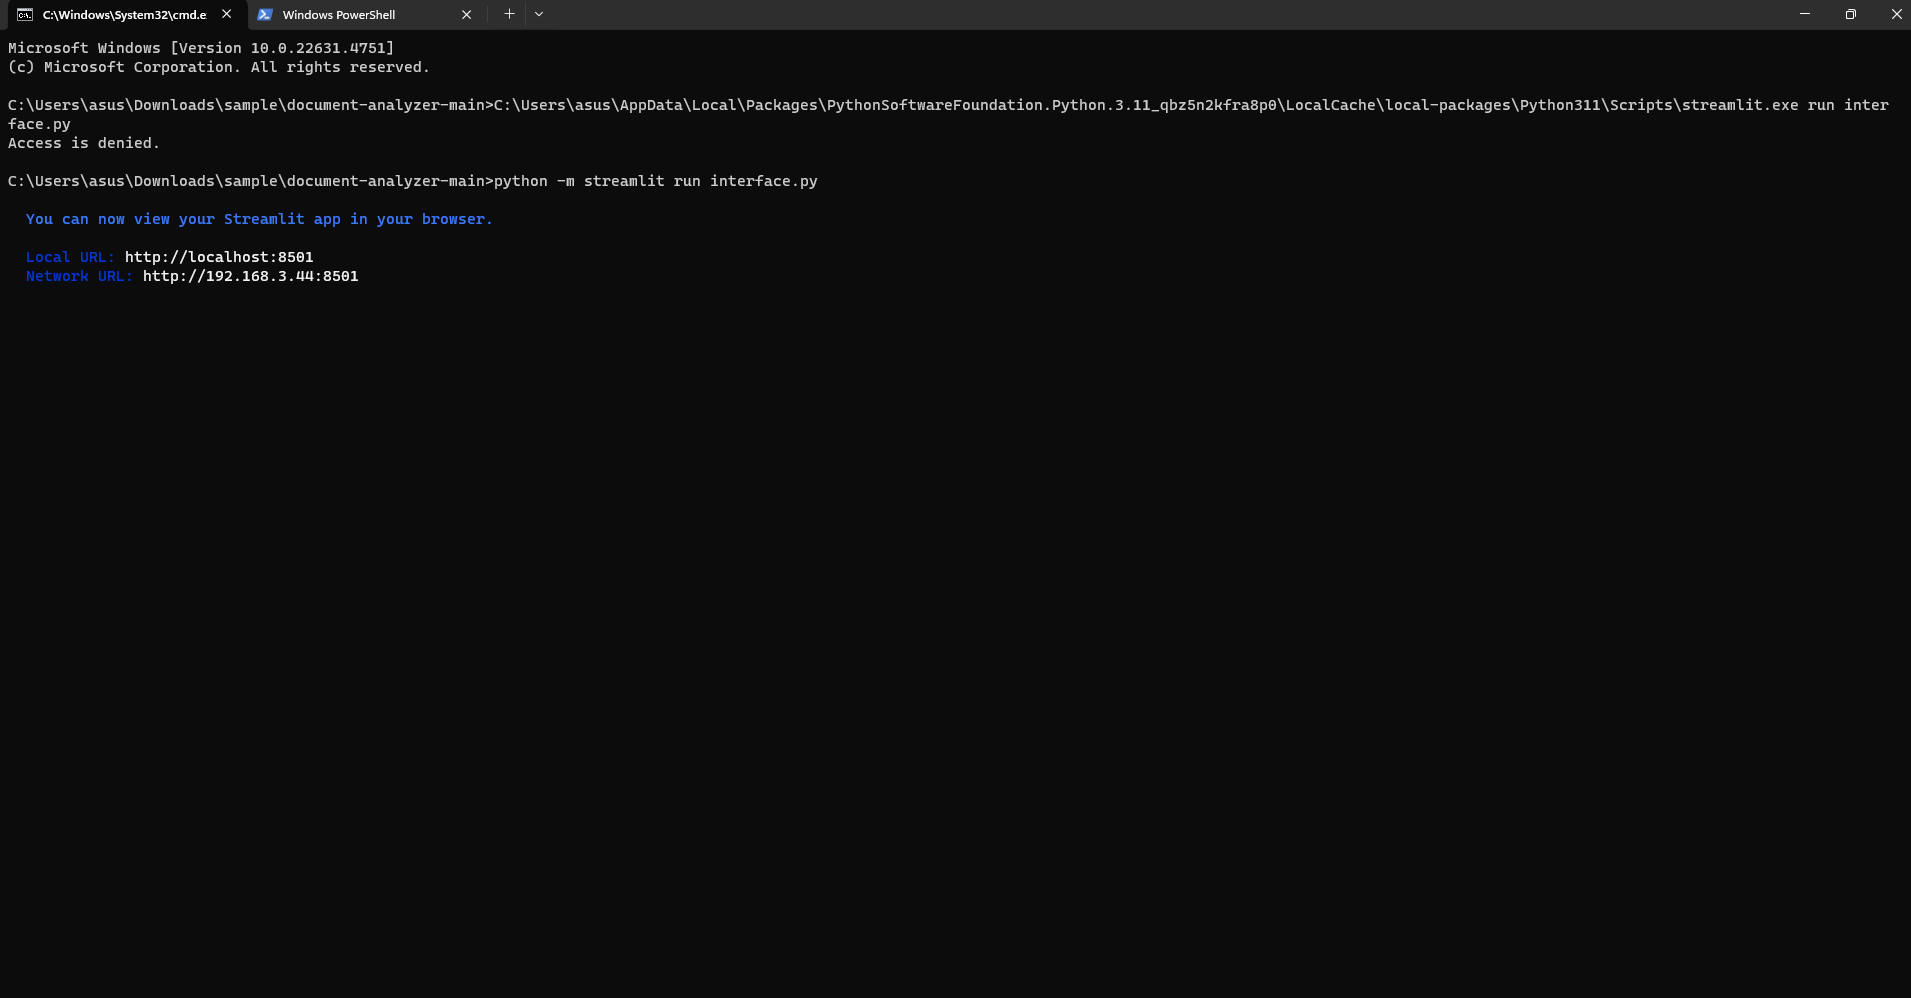 C:\Windows\System32\cmd.e
Windows PowerShell
Microsoft Windows [Version 10.0.22631.4751]
(c) Microsoft Corporation. All rights reserved.
C:\Users\asus\Downloads\sample\document-analyzer-main>C:\Users\asus\AppData\Local\Packages\PythonSoftwareFoundation.Python.3.11_qbz5n2kfra8p0\LocalCache\local-packages\Python311\Scripts\streamlit.exe run inter
face.py
Access is denied.
C:\Users\asus\Downloads\sample\document-analyzer-main>python -m streamlit run interface.py
You can now view your Streamlit app in your browser.
Local URL: http://localhost:8501
Network URL: http://192.168.3.44:8501